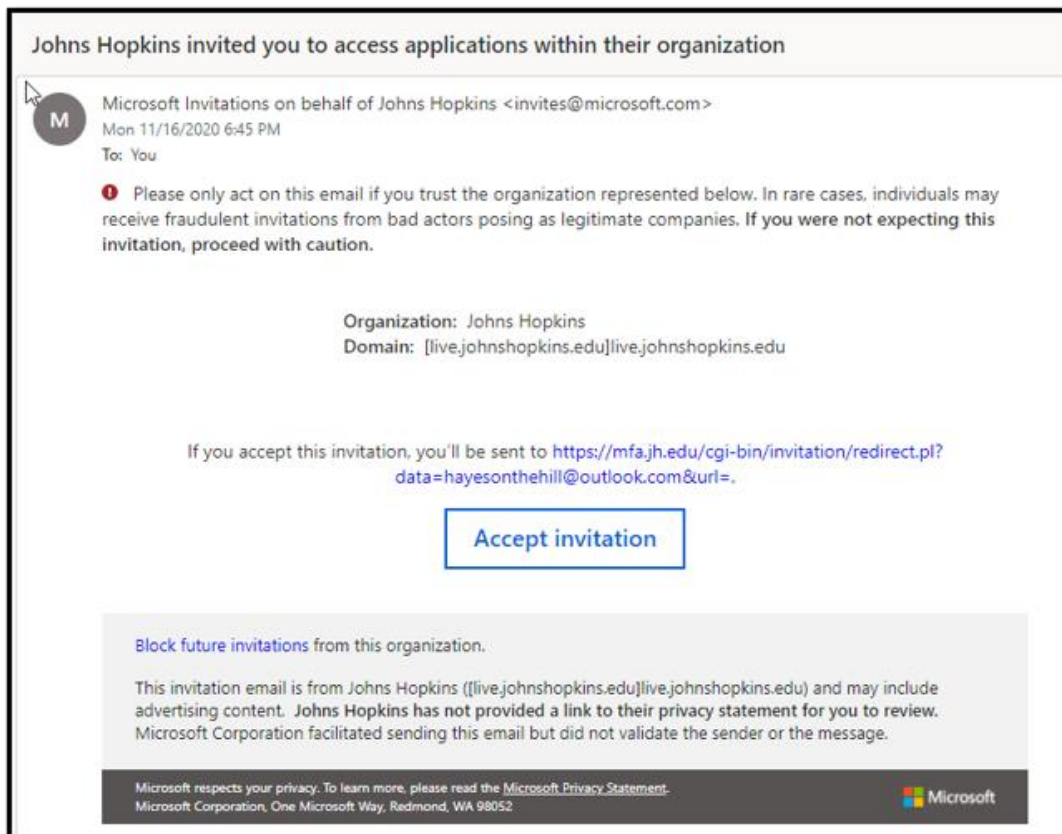 Johns Hopkins invited you to access applications within their organization
M
Microsoft Invitations on behalf of Johns Hopkins <invites@microsoft.com>
Mon 11/16/2020 6:45 PM
To: You
Please only act on this email if you trust the organization represented below. In rare cases, individuals may
receive fraudulent invitations from bad actors posing as legitimate companies. If you were not expecting this
invitation, proceed with caution.
Organization: Johns Hopkins
Domain: [live.johnshopkins.edu]live.johnshopkins.edu
If you accept this invitation, you'll be sent to https://mfa.jh.edu/cgi-bin/invitation/redirect.pl?
data=hayesonthehill@outlook.com&url=.
Accept invitation
Block future invitations from this organization.
This invitation email is from Johns Hopkins ([live.johnshopkins.edu]live.johnshopkins.edu) and may include
advertising content. Johns Hopkins has not provided a link to their privacy statement for you to review.
Microsoft Corporation facilitated sending this email but did not validate the sender or the message.
Microsoft respects your privacy. To learn more, please read the Microsoft Privacy Statement.
Microsoft Corporation, One Microsoft Way, Redmond, WA 98052
Microsoft